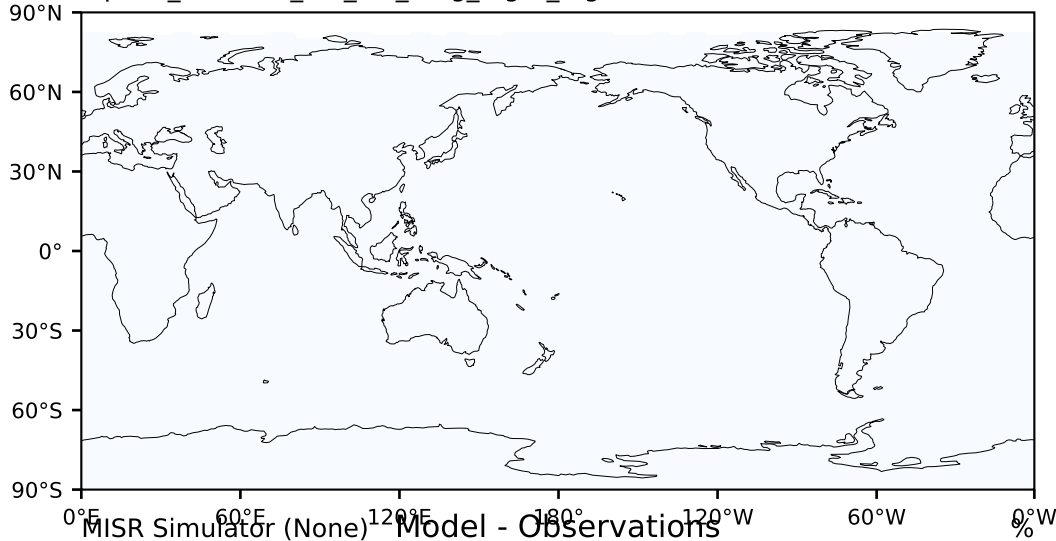 90°N
60°N
30°N
0°
30°S
60°S
90°S
0°E 60°E 120°E 180° 120°W 60°W 0°W
MISR Simulator (None) Model - Observations %